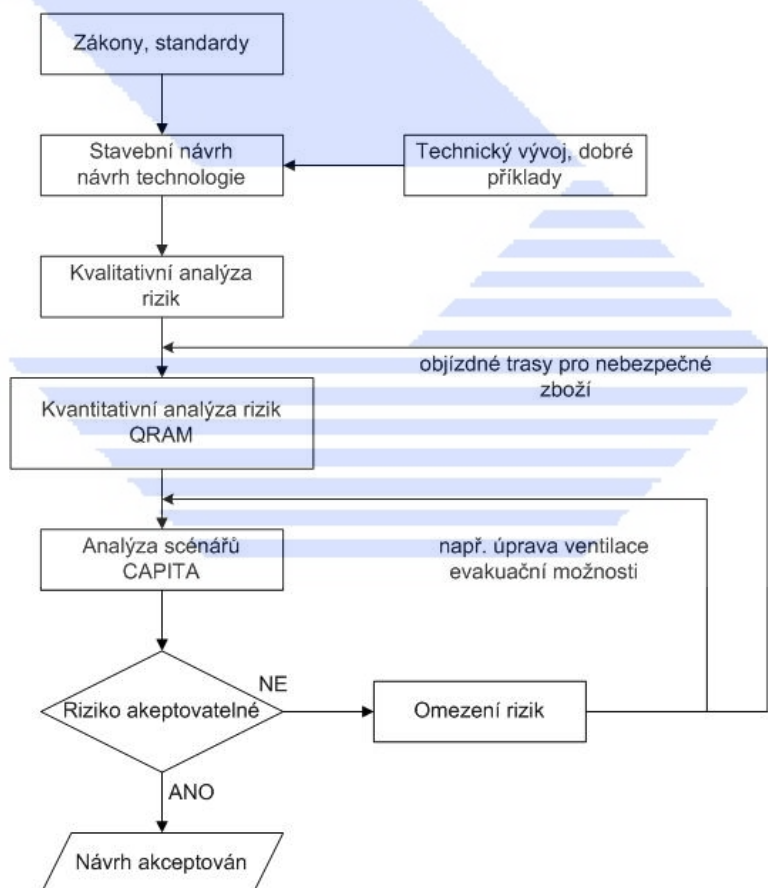 Zákony, standardy
Stavební návrh
návrh technologie
Technický vývoj, dobré
příklady
Kvalitativní analýza
rizik
objízdné trasy pro nebezpečné
zboží
Kvantitativní analýza rizik
QRAM
Analýza scénářů
CAPITA
např. úprava ventilace
evakuační možnosti
Riziko akeptovatelné
NE
Omezení rizik
ANO
Návrh akceptován